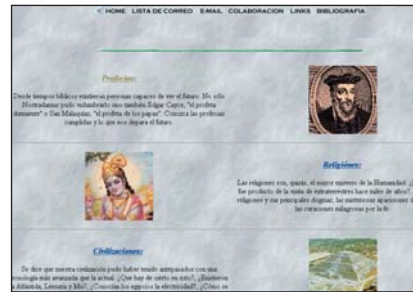 HOME LISTA DE CORREO E-MAIL COLABORACION LINKS BIBLIOGRAFIA
Profecías:
Desde tiempos bíblicos existieron personas capaces de ver el futuro. No sólo
Nostradamus pudo vislumbrarlo sino también Edgar Cayce, "el profeta
durmiente" o San Malaquías, "el profeta de los papas". Conozca las profecías
cumplidas y lo que nos depara el futuro.
Religiones:
Las religiones son, quizás, el mayor misterio de la Humanidad. ¿
fue producto de la visita de extraterrestres hace miles de años?,
religiones y sus principales dogmas, las misteriosas apariciones
las curaciones milagrosas por la fe.
Civilizaciones:
Se dice que nuestra civilización pudo haber tenido antepasados con una
tecnología más avanzada que la actual. ¿Qué hay de cierto en esto?, ¿Existieron
la Atlántida, Lemuria y Mu?, ¿Conocían los egipcios la electricidad?, ¿Cómo se